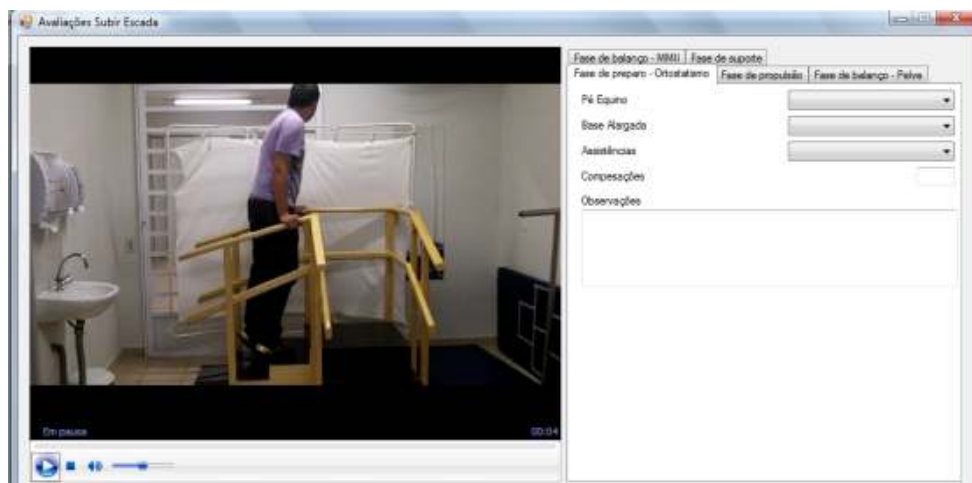 Avaliações Subir Escada
Fase de balanço - MMII Fase de suporte
Fase de preparo - Ortostatismo Fase de propulsão Fase de balanço - Pelve
Pé Equino
Base Alargada
Assistências
Compesações
Observações
Em pausa 00:04